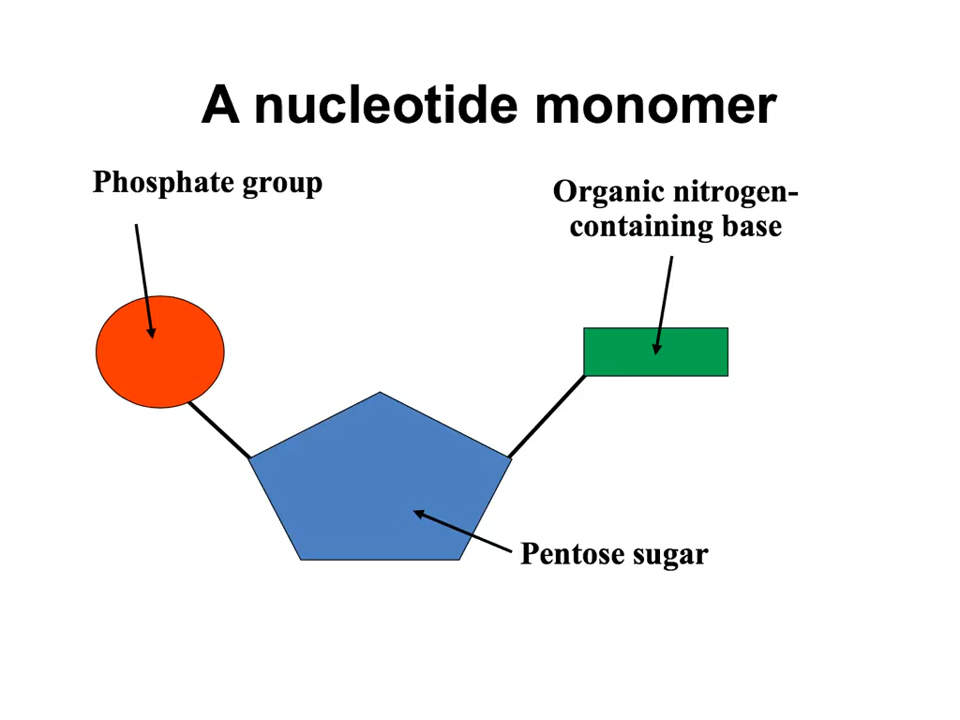 A nucleotide monomer
Phosphate group
Organic nitrogen-
containing base
Pentose sugar